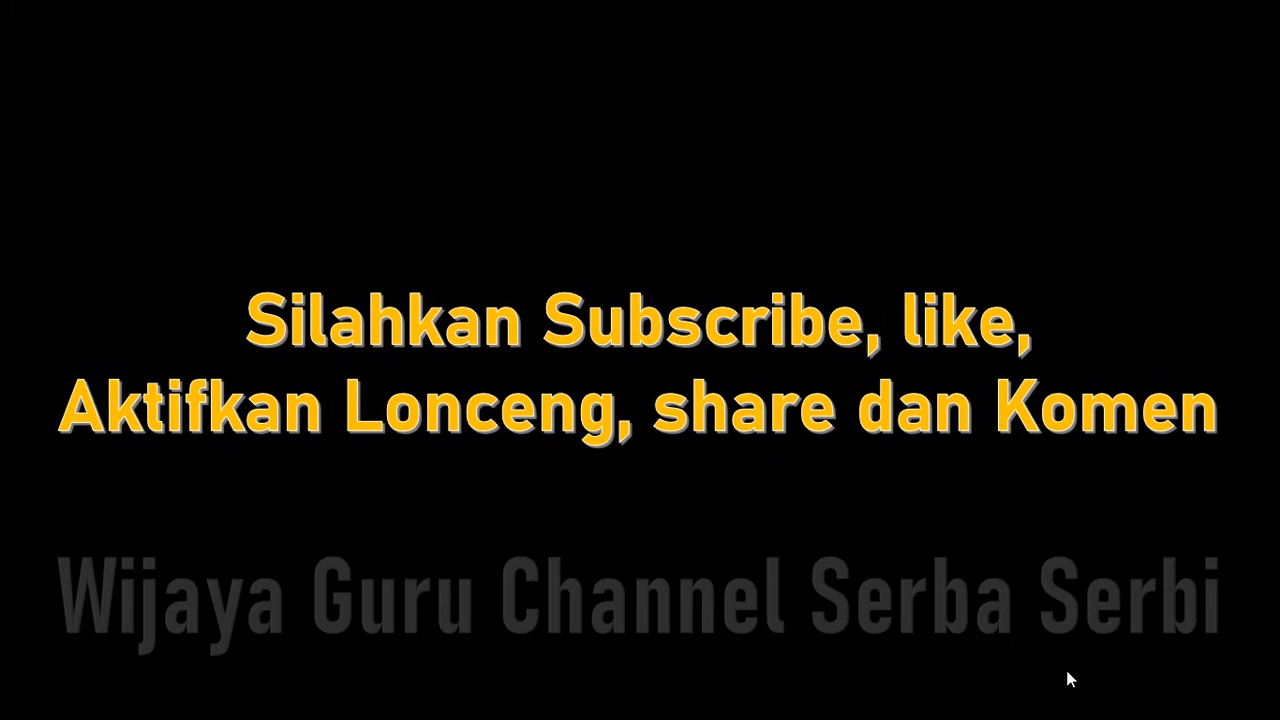 Silahkan Subscribe, like,
Aktifkan Lonceng, share dan Komen
Wijaya Guru Channel Serba Serbi